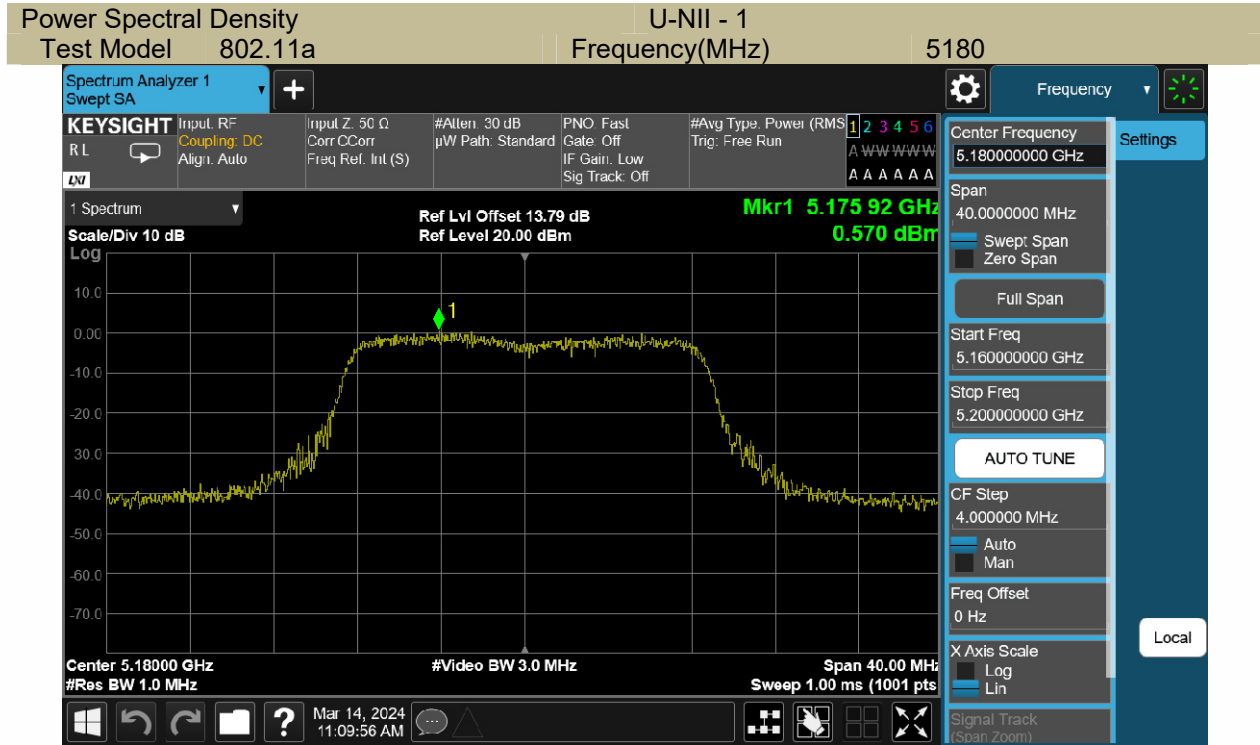 Power Spectral Density U-NII - 1
Test Model 802.11a Frequency(MHz) 5180
Spectrum Analyzer 1
Swept SA
Frequency
KEYSIGHT
R L
LXI
Input: RF
Coupling: DC
Align: Auto
Input Z: 50 Ω
Corr CCorr
Freq Ref: Int (S)
#Atten: 30 dB
µW Path: Standard
PNO: Fast
Gate: Off
IF Gain: Low
Sig Track: Off
#Avg Type: Power (RMS
Trig: Free Run
1 2 3 4 5 6
A W W W W W
A A A A A A
1 Spectrum
Scale/Div 10 dB
Ref Lvl Offset 13.79 dB
Ref Level 20.00 dBm
Mkr1 5.175 92 GHz
0.570 dBm
Log
10.0
0.00
-10.0
-20.0
30.0
-40.0
-50.0
-60.0
-70.0
1
Center 5.18000 GHz
#Res BW 1.0 MHz
#Video BW 3.0 MHz
Span 40.00 MHz
Sweep 1.00 ms (1001 pts
Center Frequency
5.180000000 GHz
Settings
Span
40.0000000 MHz
Swept Span
Zero Span
Full Span
Start Freq
5.160000000 GHz
Stop Freq
5.200000000 GHz
AUTO TUNE
CF Step
4.000000 MHz
Auto
Man
Freq Offset
0 Hz
X Axis Scale
Log
Lin
Signal Track
(Span Zoom)
Local
?
Mar 14, 2024
11:09:56 AM